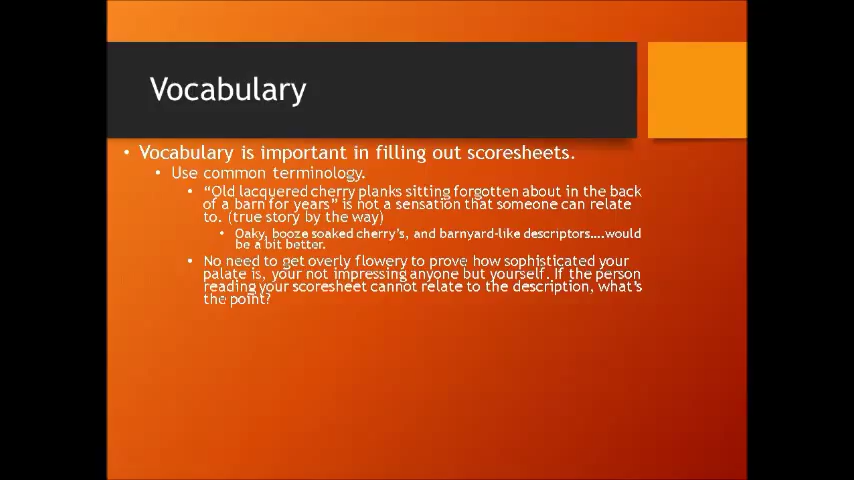 Vocabulary
• Vocabulary is important in filling out scoresheets.
• Use common terminology.
• “Old lacquered cherry planks sitting forgotten about in the back
of a barn for years” is not a sensation that someone can relate
to. (true story by the way)
• Oaky, booze soaked cherry’s, and barnyard-like descriptors….would
be a bit better.
• No need to get overly flowery to prove how sophisticated your
palate is, your not impressing anyone but yourself. If the person
reading your scoresheet cannot relate to the description, what’s
the point?